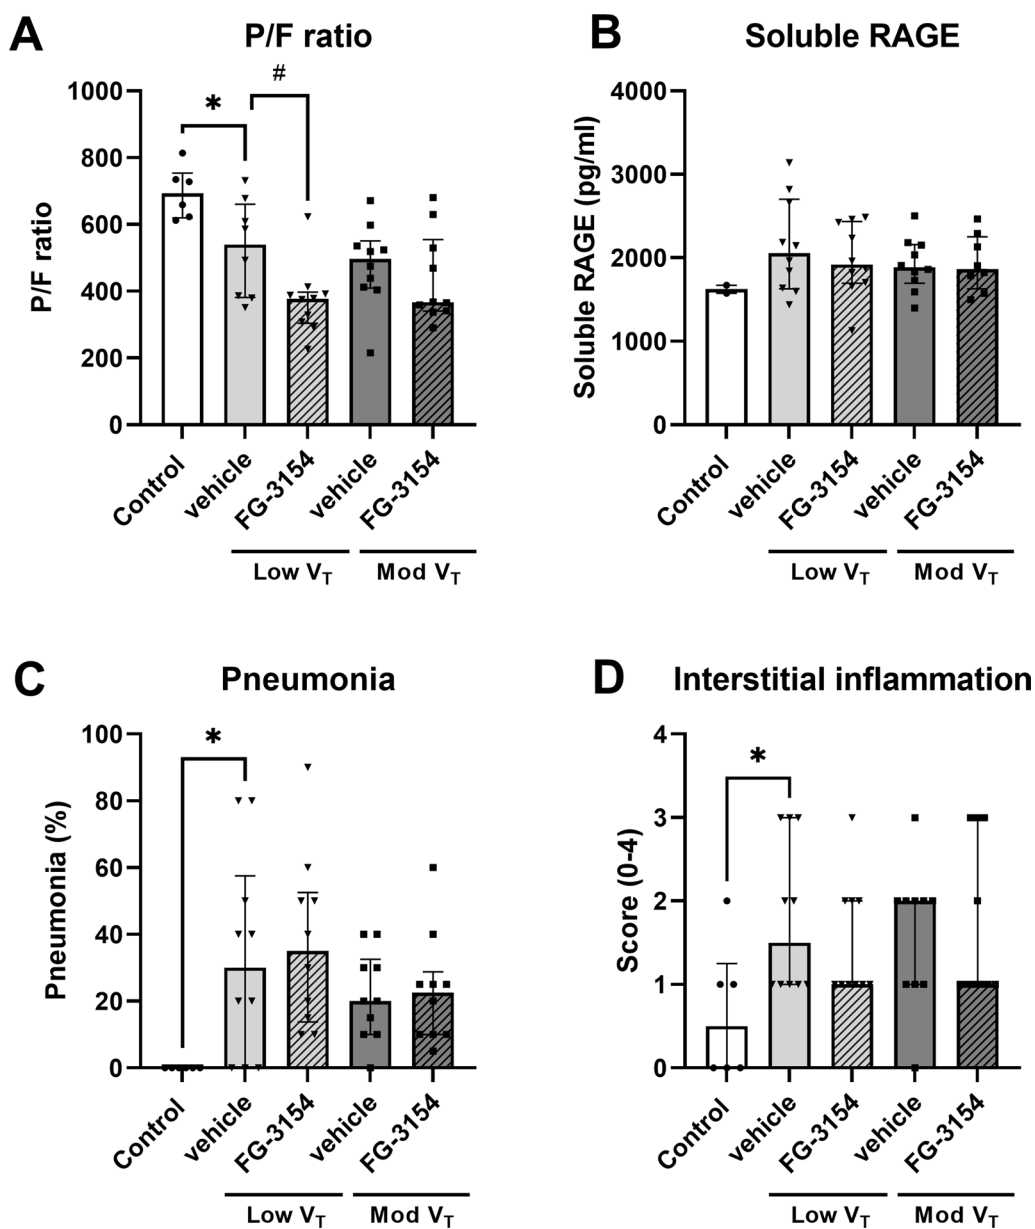 A P/F ratio
#
*
1000
800
600
400
200
0
P/F ratio
Control
vehicle
FG-3154
vehicle
FG-3154
Low VT
Mod VT
B Soluble RAGE
4000
3000
2000
1000
0
Soluble RAGE (pg/ml)
Control
vehicle
FG-3154
vehicle
FG-3154
Low VT
Mod VT
C Pneumonia
*
100
80
60
40
20
0
Pneumonia (%)
Control
vehicle
FG-3154
vehicle
FG-3154
Low VT
Mod VT
D Interstitial inflammation
*
4
3
2
1
0
Score (0-4)
Control
vehicle
FG-3154
vehicle
FG-3154
Low VT
Mod VT